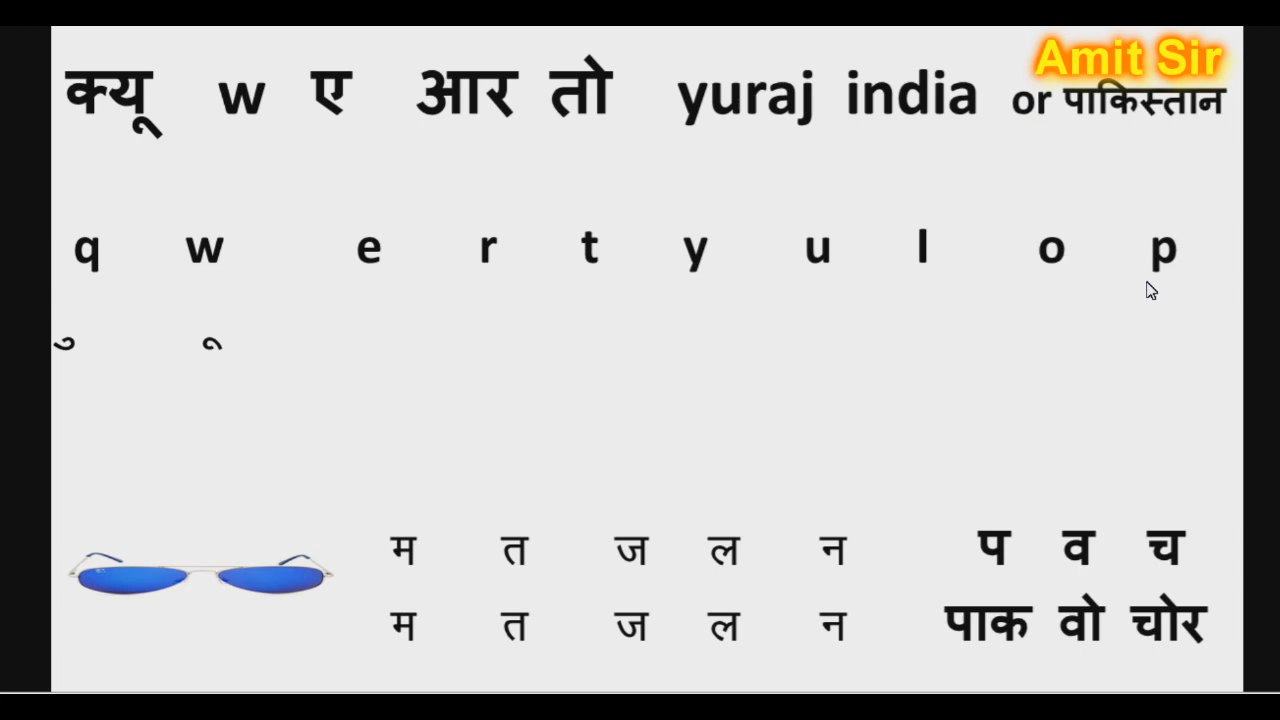 Amit Sir
क्यू w ए आर तो yuraj india or पाकिस्तान
q w e r t y u l o p
ु ू
म त ज ल न प व च
म त ज ल न पाक वो चोर